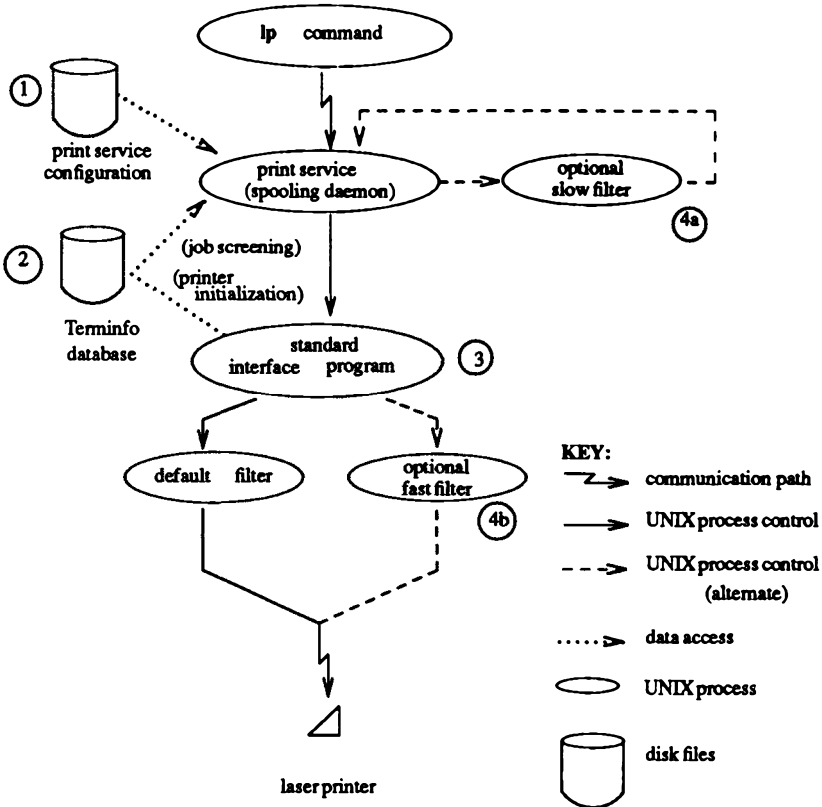 lp command
1
print service
configuration
print service
(spooling daemon)
optional
slow filter
4a
2
Terminfo
database
(job screening)
(printer
initialization)
standard
interface program
3
default filter
optional
fast filter
4b
laser printer
KEY:
communication path
UNIX process control
UNIX process control
(alternate)
data access
UNIX process
disk files